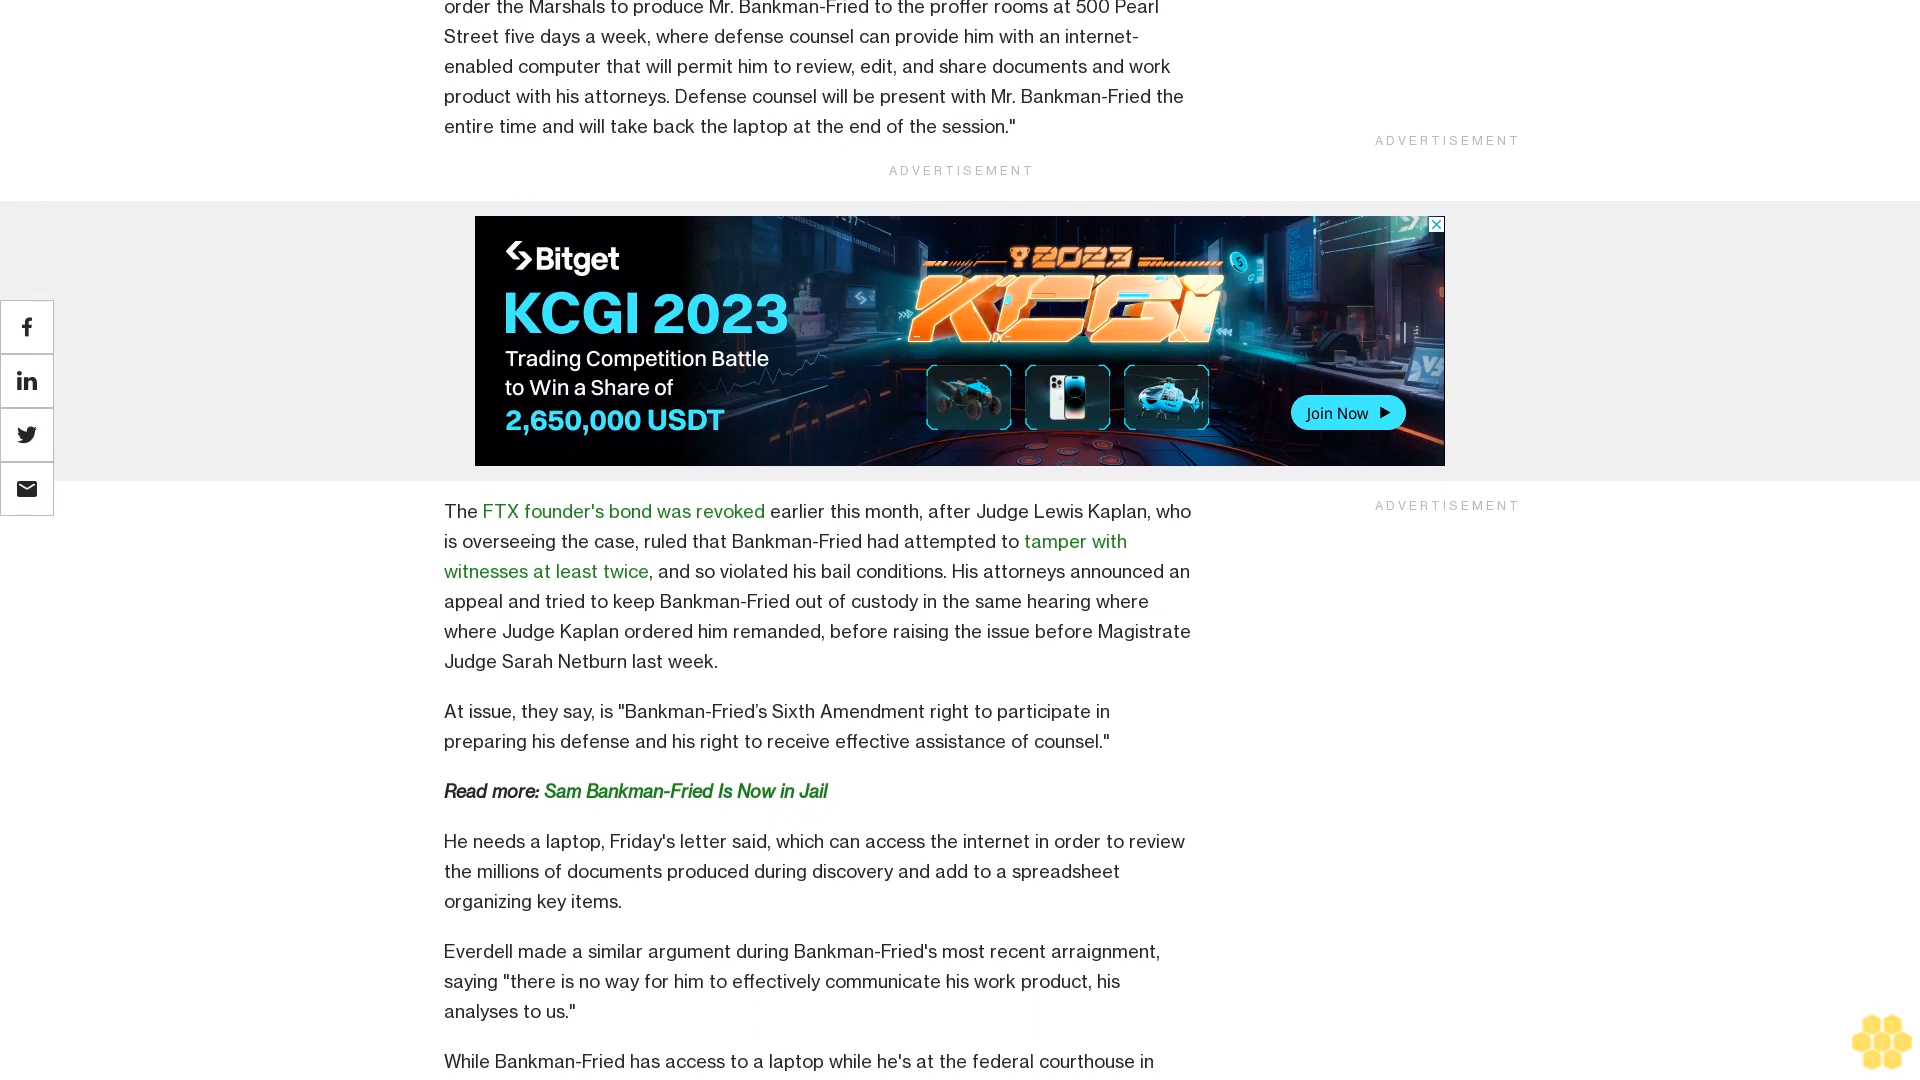 order the Marshals to produce Mr. Bankman-Fried to the proffer rooms at 500 Pearl
Street five days a week, where defense counsel can provide him with an internet-
enabled computer that will permit him to review, edit, and share documents and work
product with his attorneys. Defense counsel will be present with Mr. Bankman-Fried the
entire time and will take back the laptop at the end of the session."
ADVERTISEMENT
ADVERTISEMENT
Bitget
KCGI 2023
Trading Competition Battle
to Win a Share of
2,650,000 USDT
2023
KCGI
Join Now
The FTX founder's bond was revoked earlier this month, after Judge Lewis Kaplan, who
is overseeing the case, ruled that Bankman-Fried had attempted to tamper with
witnesses at least twice, and so violated his bail conditions. His attorneys announced an
appeal and tried to keep Bankman-Fried out of custody in the same hearing where
where Judge Kaplan ordered him remanded, before raising the issue before Magistrate
Judge Sarah Netburn last week.
ADVERTISEMENT
At issue, they say, is "Bankman-Fried’s Sixth Amendment right to participate in
preparing his defense and his right to receive effective assistance of counsel."
Read more: Sam Bankman-Fried Is Now in Jail
He needs a laptop, Friday's letter said, which can access the internet in order to review
the millions of documents produced during discovery and add to a spreadsheet
organizing key items.
Everdell made a similar argument during Bankman-Fried's most recent arraignment,
saying "there is no way for him to effectively communicate his work product, his
analyses to us."
While Bankman-Fried has access to a laptop while he's at the federal courthouse in